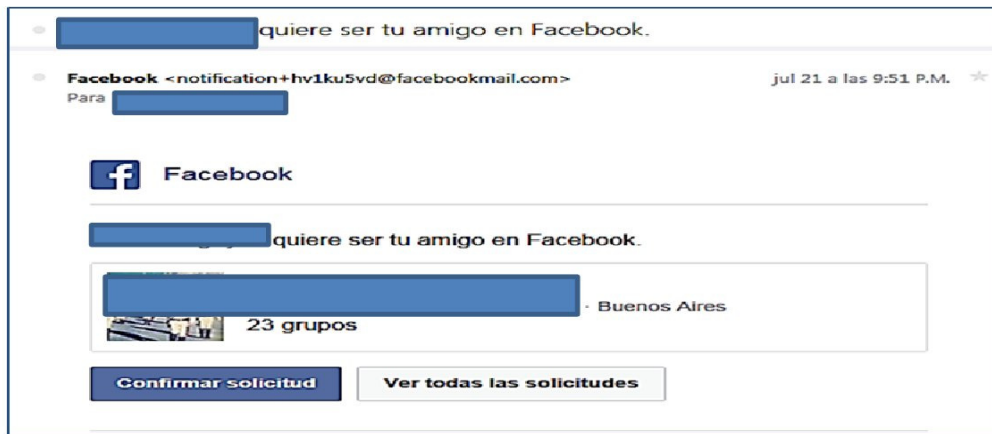 quiere ser tu amigo en Facebook.
Facebook <notification+hv1ku5vd@facebookmail.com> jul 21 a las 9:51 P.M.
Para
Facebook
quiere ser tu amigo en Facebook.
· Buenos Aires
23 grupos
Confirmar solicitud Ver todas las solicitudes